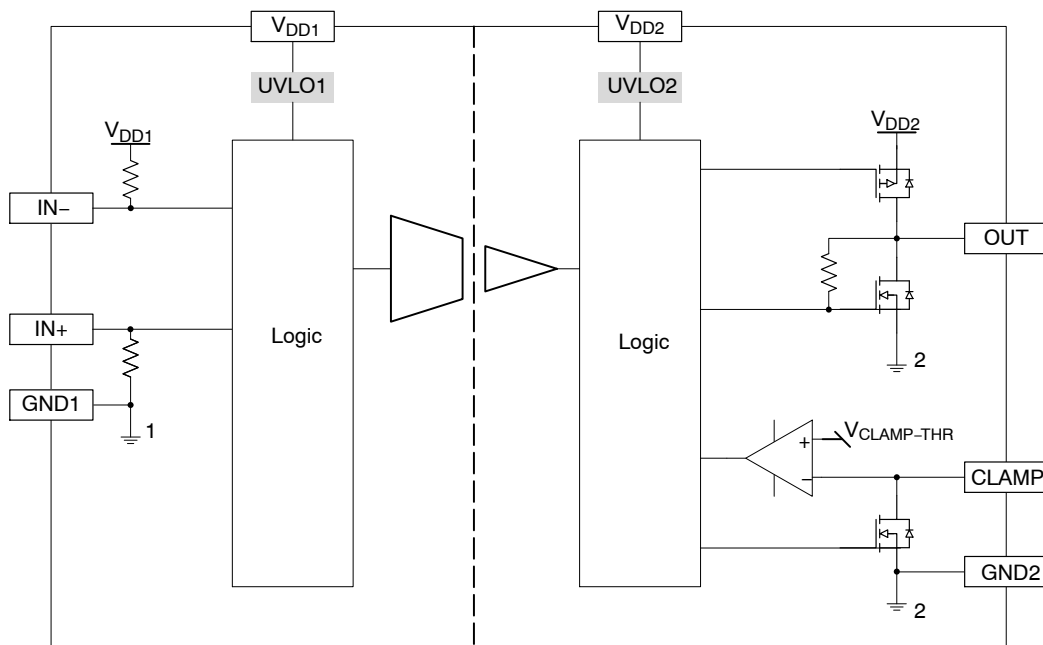 VDD1
VDD2
UVLO1
UVLO2
VDD1
VDD2
IN−
OUT
IN+
Logic
Logic
2
GND1
1
+
VCLAMP−THR
−
CLAMP
GND2
2